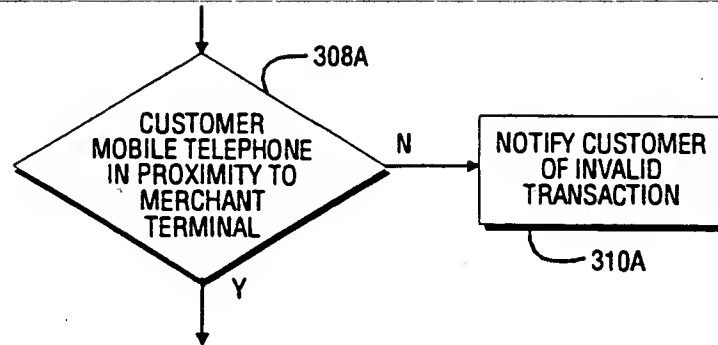 308A
CUSTOMER
MOBILE TELEPHONE
IN PROXIMITY TO
MERCHANT
TERMINAL
N
NOTIFY CUSTOMER
OF INVALID
TRANSACTION
310A
Y